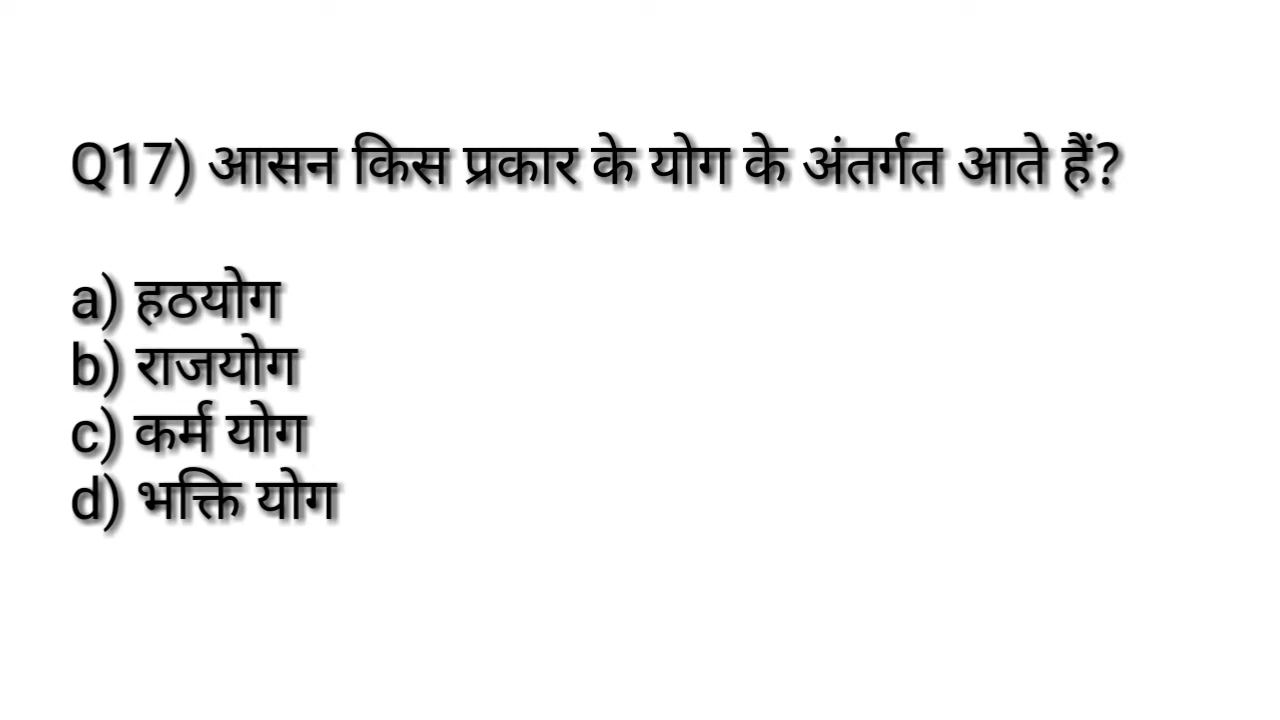 Q17) आसन किस प्रकार के योग के अंतर्गत आते हैं?
a) हठयोग
b) राजयोग
c) कर्म योग
d) भक्ति योग